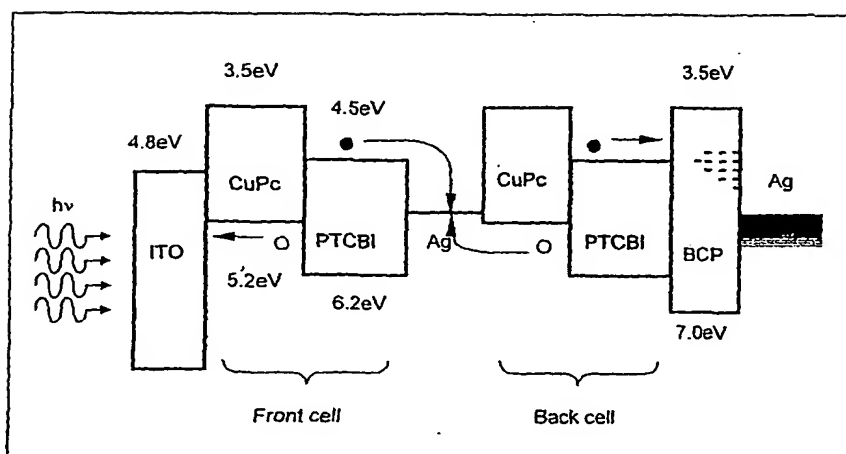 3.5eV
3.5eV
4.5eV
4.8eV
hν
CuPc
CuPc
Ag
ITO
PTCBI
Ag
PTCBI
BCP
5.2eV
6.2eV
7.0eV
Front cell
Back cell